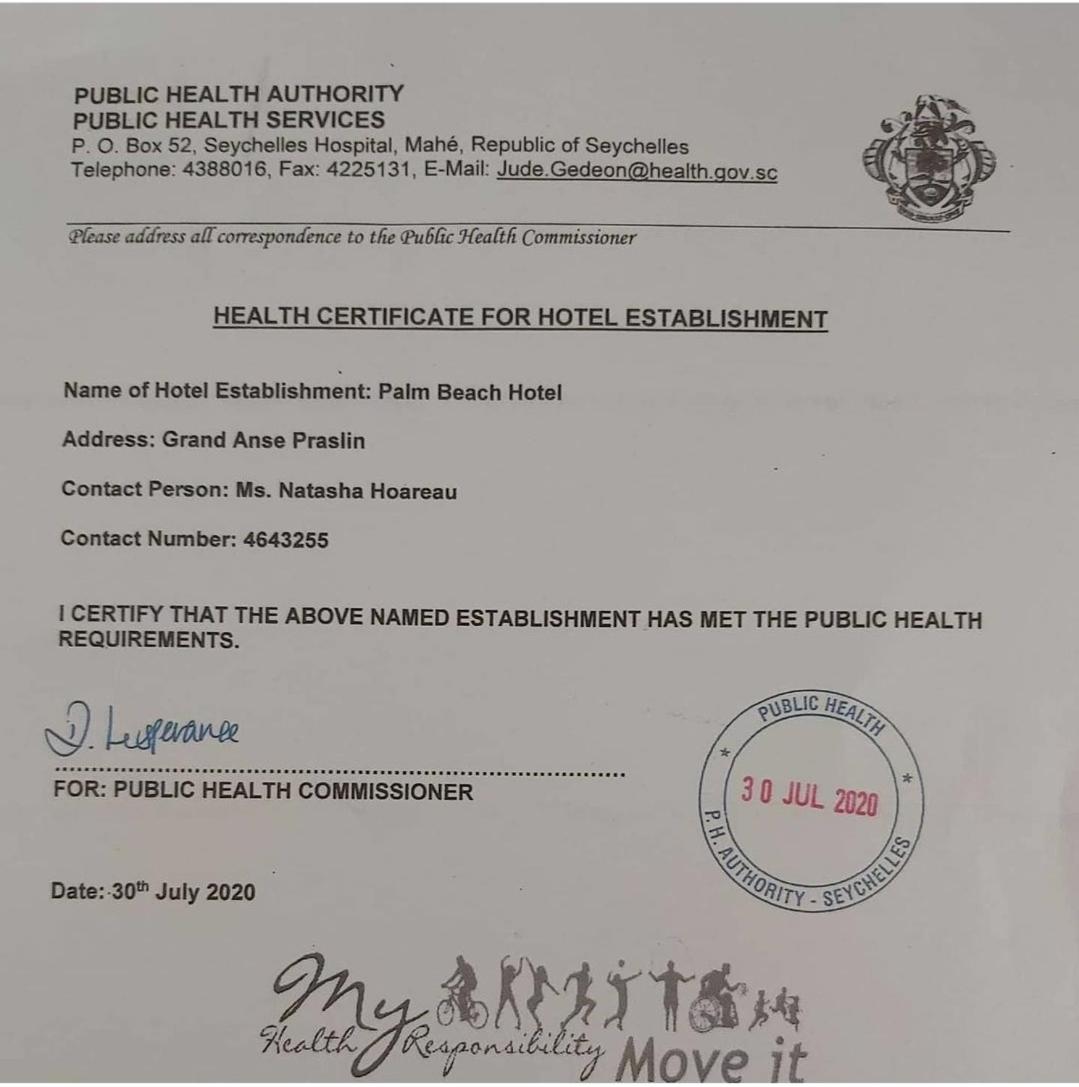 PUBLIC HEALTH AUTHORITY
PUBLIC HEALTH SERVICES
P. O. Box 52, Seychelles Hospital, Mahé, Republic of Seychelles
Telephone: 4388016, Fax: 4225131, E-Mail: Jude.Gedeon@health.gov.sc
Please address all correspondence to the Public Health Commissioner
HEALTH CERTIFICATE FOR HOTEL ESTABLISHMENT
Name of Hotel Establishment: Palm Beach Hotel
Address: Grand Anse Praslin
Contact Person: Ms. Natasha Hoareau
Contact Number: 4643255
I CERTIFY THAT THE ABOVE NAMED ESTABLISHMENT HAS MET THE PUBLIC HEALTH
REQUIREMENTS.
D. Lesperance
FOR: PUBLIC HEALTH COMMISSIONER
PUBLIC HEALTH
30 JUL 2020
P.H. AUTHORITY - SEYCHELLES
Date: 30th July 2020
My
Health Responsibility
Move it